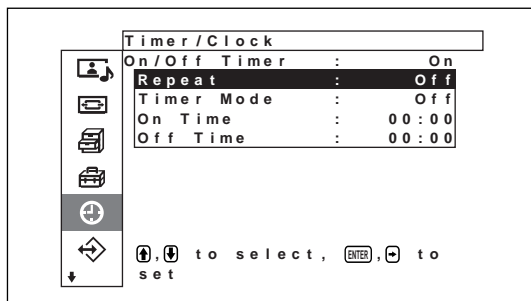 Timer/Clock
On/Off Timer : On
Repeat : Off
Timer Mode : Off
On Time : 00:00
Off Time : 00:00
, to select, ENTER, to
set